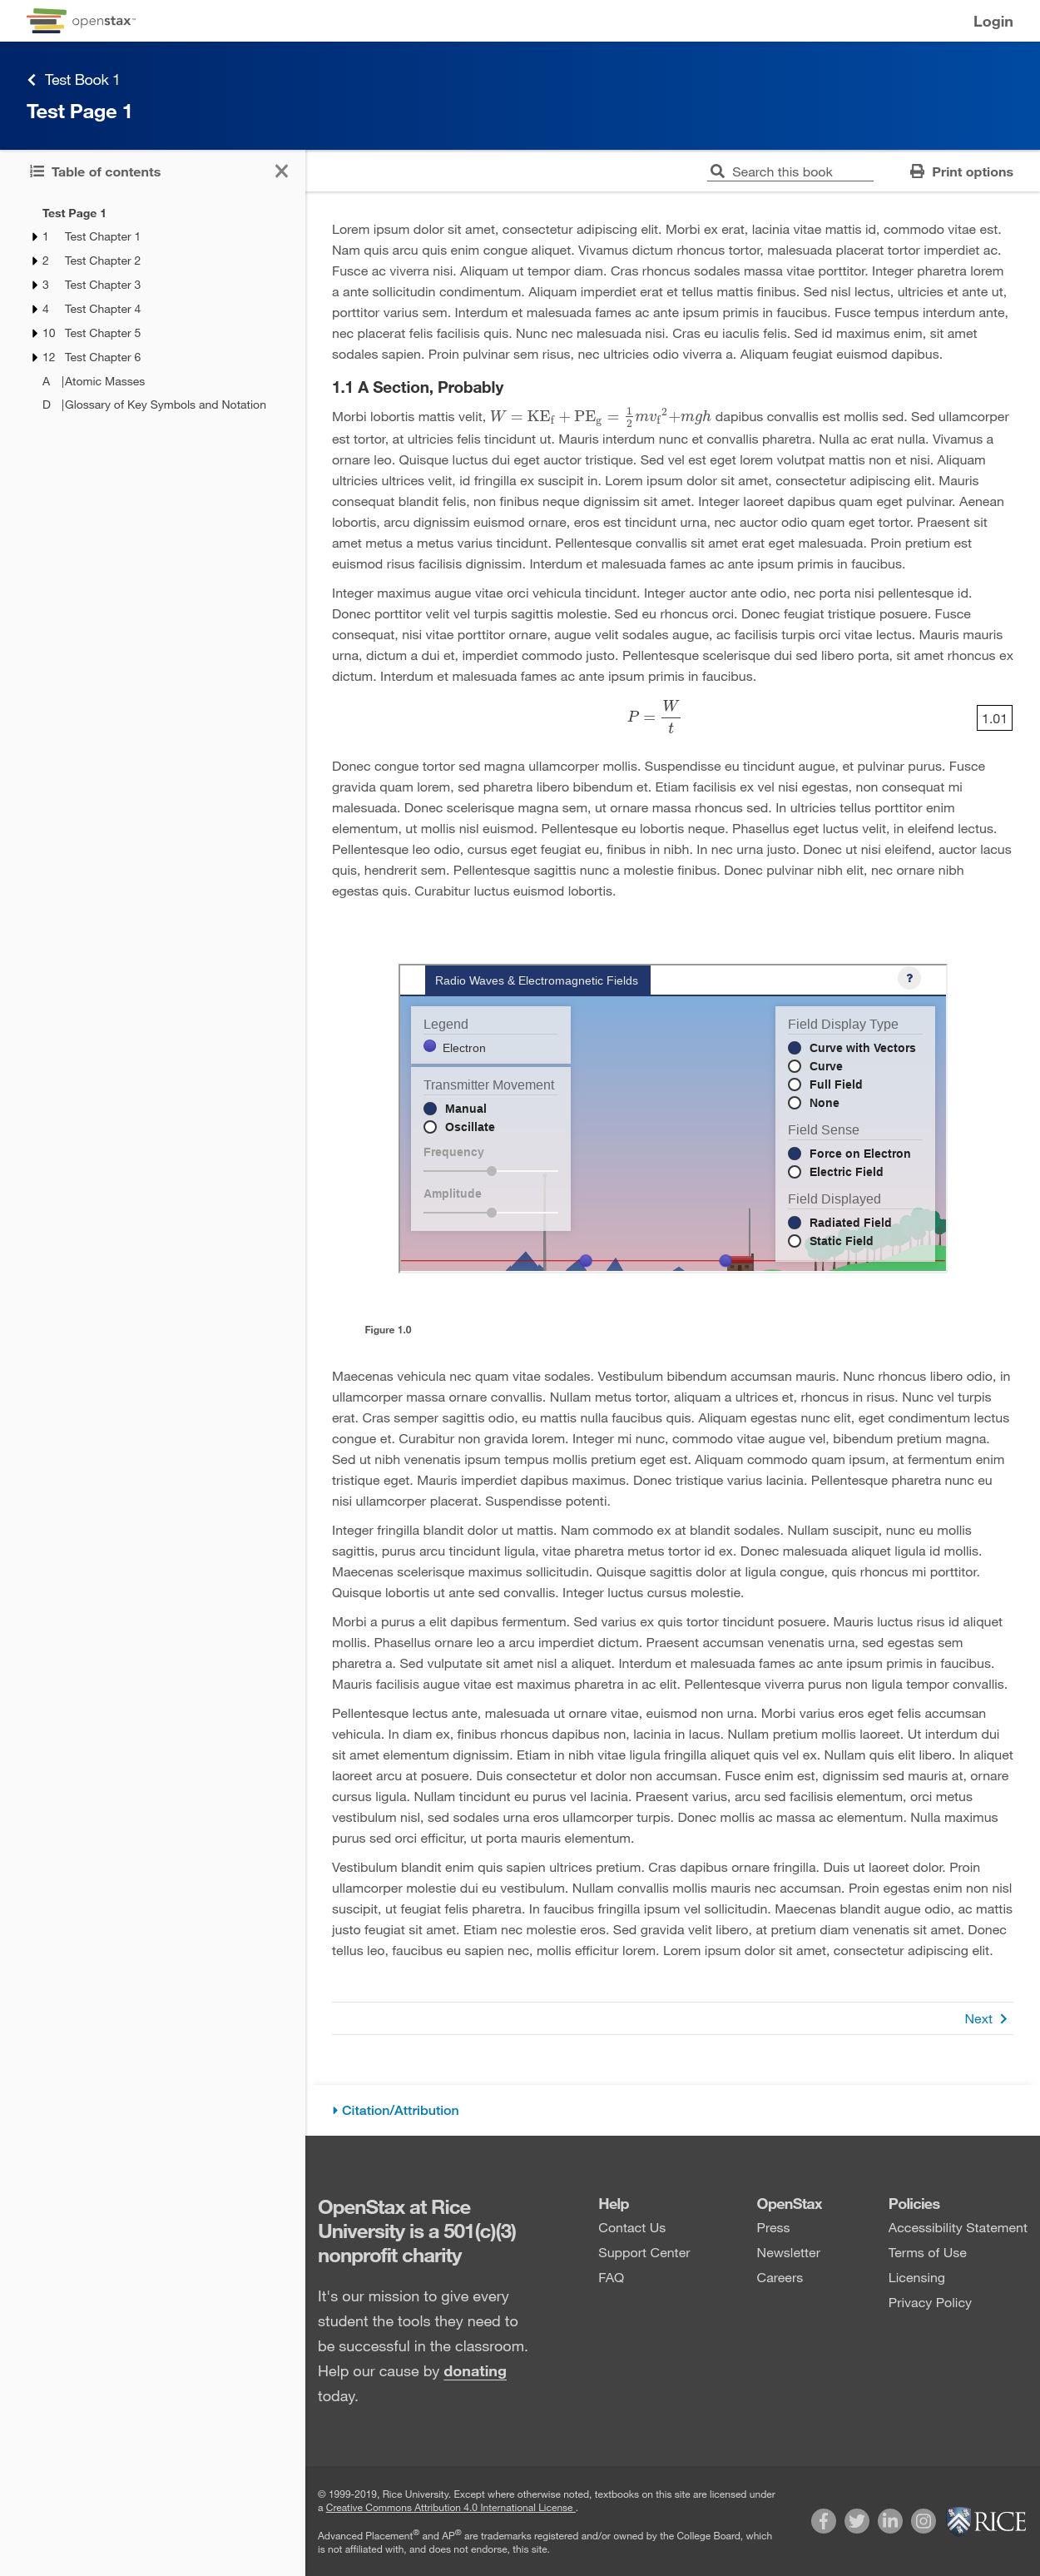 openstax™
Login
Test Book 1
Test Page 1
Table of contents
Search this book
Print options
Test Page 1
1 Test Chapter 1
2 Test Chapter 2
3 Test Chapter 3
4 Test Chapter 4
10 Test Chapter 5
12 Test Chapter 6
A |Atomic Masses
D |Glossary of Key Symbols and Notation
Lorem ipsum dolor sit amet, consectetur adipiscing elit. Morbi ex erat, lacinia vitae mattis id, commodo vitae est.
Nam quis arcu quis enim congue aliquet. Vivamus dictum rhoncus tortor, malesuada placerat tortor imperdiet ac.
Fusce ac viverra nisi. Aliquam ut tempor diam. Cras rhoncus sodales massa vitae porttitor. Integer pharetra lorem
a ante sollicitudin condimentum. Aliquam imperdiet erat et tellus mattis finibus. Sed nisl lectus, ultricies et ante ut,
porttitor varius sem. Interdum et malesuada fames ac ante ipsum primis in faucibus. Fusce tempus interdum ante,
nec placerat felis facilisis quis. Nunc nec malesuada nisi. Cras eu iaculis felis. Sed id maximus enim, sit amet
sodales sapien. Proin pulvinar sem risus, nec ultricies odio viverra a. Aliquam feugiat euismod dapibus.
1.1 A Section, Probably
Morbi lobortis mattis velit, W = KE_f + PE_g = 1/2 mv_f^2 + mgh dapibus convallis est mollis sed. Sed ullamcorper
est tortor, at ultricies felis tincidunt ut. Mauris interdum nunc et convallis pharetra. Nulla ac erat nulla. Vivamus a
ornare leo. Quisque luctus dui eget auctor tristique. Sed vel est eget lorem volutpat mattis non et nisi. Aliquam
ultricies ultrices velit, id fringilla ex suscipit in. Lorem ipsum dolor sit amet, consectetur adipiscing elit. Mauris
consequat blandit felis, non finibus neque dignissim sit amet. Integer laoreet dapibus quam eget pulvinar. Aenean
lobortis, arcu dignissim euismod ornare, eros est tincidunt urna, nec auctor odio quam eget tortor. Praesent sit
amet metus a metus varius tincidunt. Pellentesque convallis sit amet erat eget malesuada. Proin pretium est
euismod risus facilisis dignissim. Interdum et malesuada fames ac ante ipsum primis in faucibus.
Integer maximus augue vitae orci vehicula tincidunt. Integer auctor ante odio, nec porta nisi pellentesque id.
Donec porttitor velit vel turpis sagittis molestie. Sed eu rhoncus orci. Donec feugiat tristique posuere. Fusce
consequat, nisi vitae porttitor ornare, augue velit sodales augue, ac facilisis turpis orci vitae lectus. Mauris mauris
urna, dictum a dui et, imperdiet commodo justo. Pellentesque scelerisque dui sed libero porta, sit amet rhoncus ex
dictum. Interdum et malesuada fames ac ante ipsum primis in faucibus.
P = W/t
1.01
Donec congue tortor sed magna ullamcorper mollis. Suspendisse eu tincidunt augue, et pulvinar purus. Fusce
gravida quam lorem, sed pharetra libero bibendum et. Etiam facilisis ex vel nisi egestas, non consequat mi
malesuada. Donec scelerisque magna sem, ut ornare massa rhoncus sed. In ultricies tellus porttitor enim
elementum, ut mollis nisl euismod. Pellentesque eu lobortis neque. Phasellus eget luctus velit, in eleifend lectus.
Pellentesque leo odio, cursus eget feugiat eu, finibus in nibh. In nec urna justo. Donec ut nisi eleifend, auctor lacus
quis, hendrerit sem. Pellentesque sagittis nunc a molestie finibus. Donec pulvinar nibh elit, nec ornare nibh
egestas quis. Curabitur luctus euismod lobortis.
Radio Waves & Electromagnetic Fields
?
Legend
Electron
Transmitter Movement
Manual
Oscillate
Frequency
Amplitude
Field Display Type
Curve with Vectors
Curve
Full Field
None
Field Sense
Force on Electron
Electric Field
Field Displayed
Radiated Field
Static Field
Figure 1.0
Maecenas vehicula nec quam vitae sodales. Vestibulum bibendum accumsan mauris. Nunc rhoncus libero odio, in
ullamcorper massa ornare convallis. Nullam metus tortor, aliquam a ultrices et, rhoncus in risus. Nunc vel turpis
erat. Cras semper sagittis odio, eu mattis nulla faucibus quis. Aliquam egestas nunc elit, eget condimentum lectus
congue et. Curabitur non gravida lorem. Integer mi nunc, commodo vitae augue vel, bibendum pretium magna.
Sed ut nibh venenatis ipsum tempus mollis pretium eget est. Aliquam commodo quam ipsum, at fermentum enim
tristique eget. Mauris imperdiet dapibus maximus. Donec tristique varius lacinia. Pellentesque pharetra nunc eu
nisi ullamcorper placerat. Suspendisse potenti.
Integer fringilla blandit dolor ut mattis. Nam commodo ex at blandit sodales. Nullam suscipit, nunc eu mollis
sagittis, purus arcu tincidunt ligula, vitae pharetra metus tortor id ex. Donec malesuada aliquet ligula id mollis.
Maecenas scelerisque maximus sollicitudin. Quisque sagittis dolor at ligula congue, quis rhoncus mi porttitor.
Quisque lobortis ut ante sed convallis. Integer luctus cursus molestie.
Morbi a purus a elit dapibus fermentum. Sed varius ex quis tortor tincidunt posuere. Mauris luctus risus id aliquet
mollis. Phasellus ornare leo a arcu imperdiet dictum. Praesent accumsan venenatis urna, sed egestas sem
pharetra a. Sed vulputate sit amet nisl a aliquet. Interdum et malesuada fames ac ante ipsum primis in faucibus.
Mauris facilisis augue vitae est maximus pharetra in ac elit. Pellentesque viverra purus non ligula tempor convallis.
Pellentesque lectus ante, malesuada ut ornare vitae, euismod non urna. Morbi varius eros eget felis accumsan
vehicula. In diam ex, finibus rhoncus dapibus non, lacinia in lacus. Nullam pretium mollis laoreet. Ut interdum dui
sit amet elementum dignissim. Etiam in nibh vitae ligula fringilla aliquet quis vel ex. Nullam quis elit libero. In aliquet
laoreet arcu at posuere. Duis consectetur et dolor non accumsan. Fusce enim est, dignissim sed mauris at, ornare
cursus ligula. Nullam tincidunt eu purus vel lacinia. Praesent varius, arcu sed facilisis elementum, orci metus
vestibulum nisl, sed sodales urna eros ullamcorper turpis. Donec mollis ac massa ac elementum. Nulla maximus
purus sed orci efficitur, ut porta mauris elementum.
Vestibulum blandit enim quis sapien ultrices pretium. Cras dapibus ornare fringilla. Duis ut laoreet dolor. Proin
ullamcorper molestie dui eu vestibulum. Nullam convallis mollis mauris nec accumsan. Proin egestas enim non nisl
suscipit, ut feugiat felis pharetra. In faucibus fringilla ipsum vel sollicitudin. Maecenas blandit augue odio, ac mattis
justo feugiat sit amet. Etiam nec molestie eros. Sed gravida velit libero, at pretium diam venenatis sit amet. Donec
tellus leo, faucibus eu sapien nec, mollis efficitur lorem. Lorem ipsum dolor sit amet, consectetur adipiscing elit.
Next
Citation/Attribution
OpenStax at Rice
University is a 501(c)(3)
nonprofit charity
It's our mission to give every
student the tools they need to
be successful in the classroom.
Help our cause by donating
today.
Help
Contact Us
Support Center
FAQ
OpenStax
Press
Newsletter
Careers
Policies
Accessibility Statement
Terms of Use
Licensing
Privacy Policy
© 1999-2019, Rice University. Except where otherwise noted, textbooks on this site are licensed under
a Creative Commons Attribution 4.0 International License .
Advanced Placement® and AP® are trademarks registered and/or owned by the College Board, which
is not affiliated with, and does not endorse, this site.
RICE